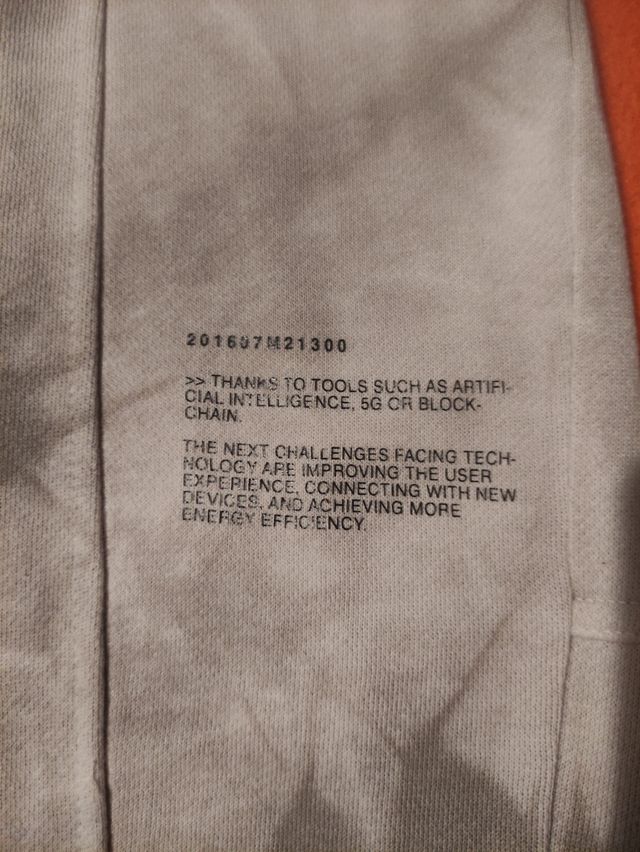 201697M21300
>> THANKS TO TOOLS SUCH AS ARTIFI-
CIAL INTELLIGENCE, 5G OR BLOCK-
CHAIN.
THE NEXT CHALLENGES FACING TECH-
NOLOGY ARE IMPROVING THE USER
EXPERIENCE, CONNECTING WITH NEW
DEVICES, AND ACHIEVING MORE
ENERGY EFFICIENCY.